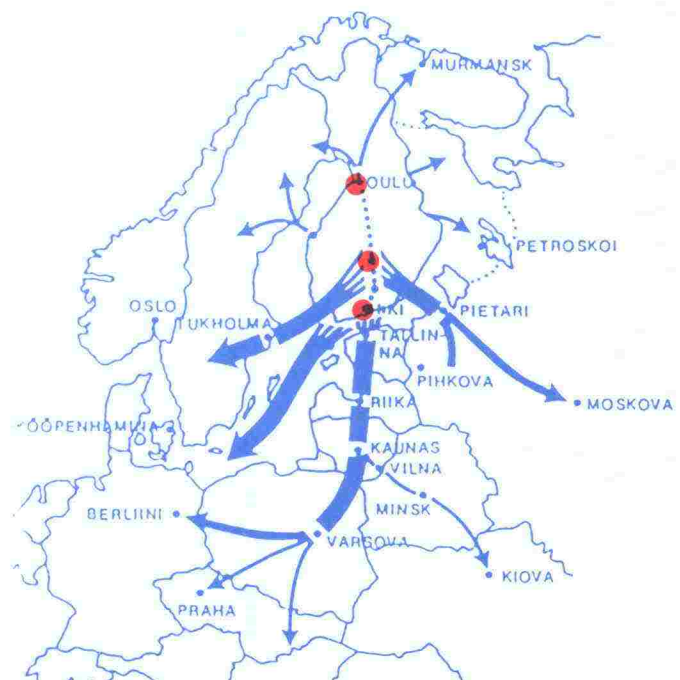 MURMANSK
OULU
PETROSKOI
OSLO
TUKHOLMA
PIETARI
TALLIN-
NA
PIHKOVA
MOSKOVA
RIIKA
KAUNAS
VILNA
MINSK
BERLIINI
VARSOVA
KIOVA
PRAHA